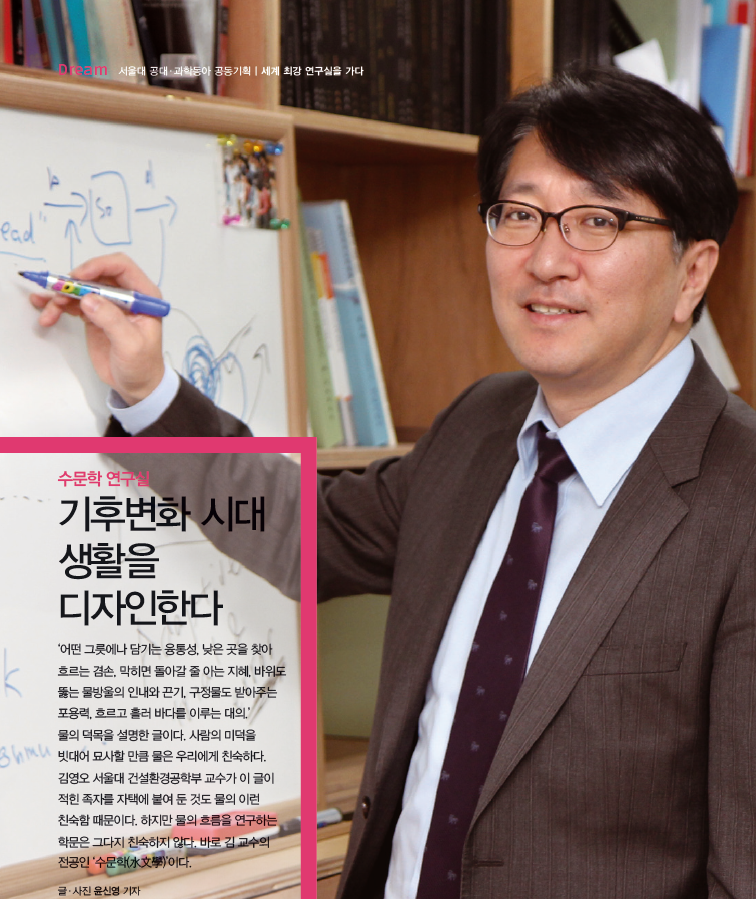 Dream 서울대 공대·과학동아 공동기획 | 세계 최강 연구실을 가다
수문학 연구실
기후변화 시대
생활을
디자인한다
‘어떤 그릇에나 담기는 융통성, 낮은 곳을 찾아
흐르는 겸손, 막히면 돌아갈 줄 아는 지혜, 바위도
뚫는 물방울의 인내와 끈기, 구정물도 받아주는
포용력, 흐르고 흘러 바다를 이루는 대의.’
물의 덕목을 설명한 글이다. 사람의 미덕을
빗대어 묘사할 만큼 물은 우리에게 친숙하다.
김영오 서울대 건설환경공학부 교수가 이 글이
적힌 족자를 자택에 붙여 둔 것도 물의 이런
친숙함 때문이다. 하지만 물의 흐름을 연구하는
학문은 그다지 친숙하지 않다. 바로 김 교수의
전공인 ‘수문학(水文學)’이다.
글·사진 윤신영 기자